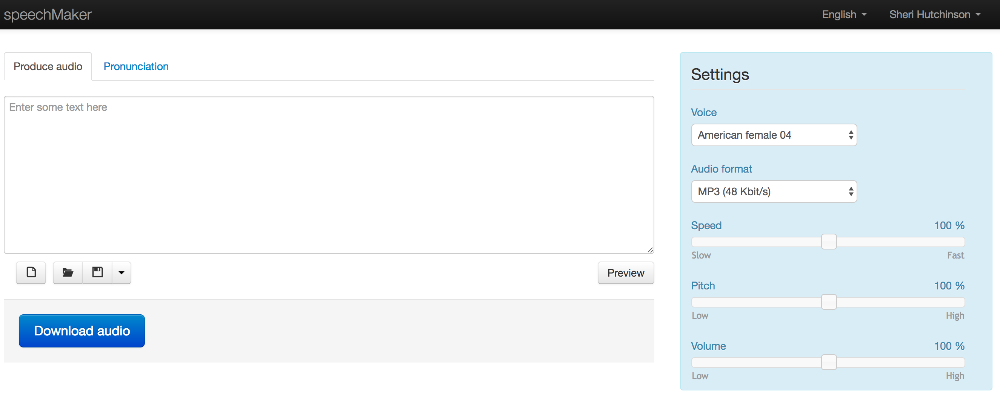 speechMaker
English
Sheri Hutchinson
Produce audio
Pronunciation
Enter some text here
Preview
Download audio
Settings
Voice
American female 04
Audio format
MP3 (48 Kbit/s)
Speed 100 %
Slow Fast
Pitch 100 %
Low High
Volume 100 %
Low High